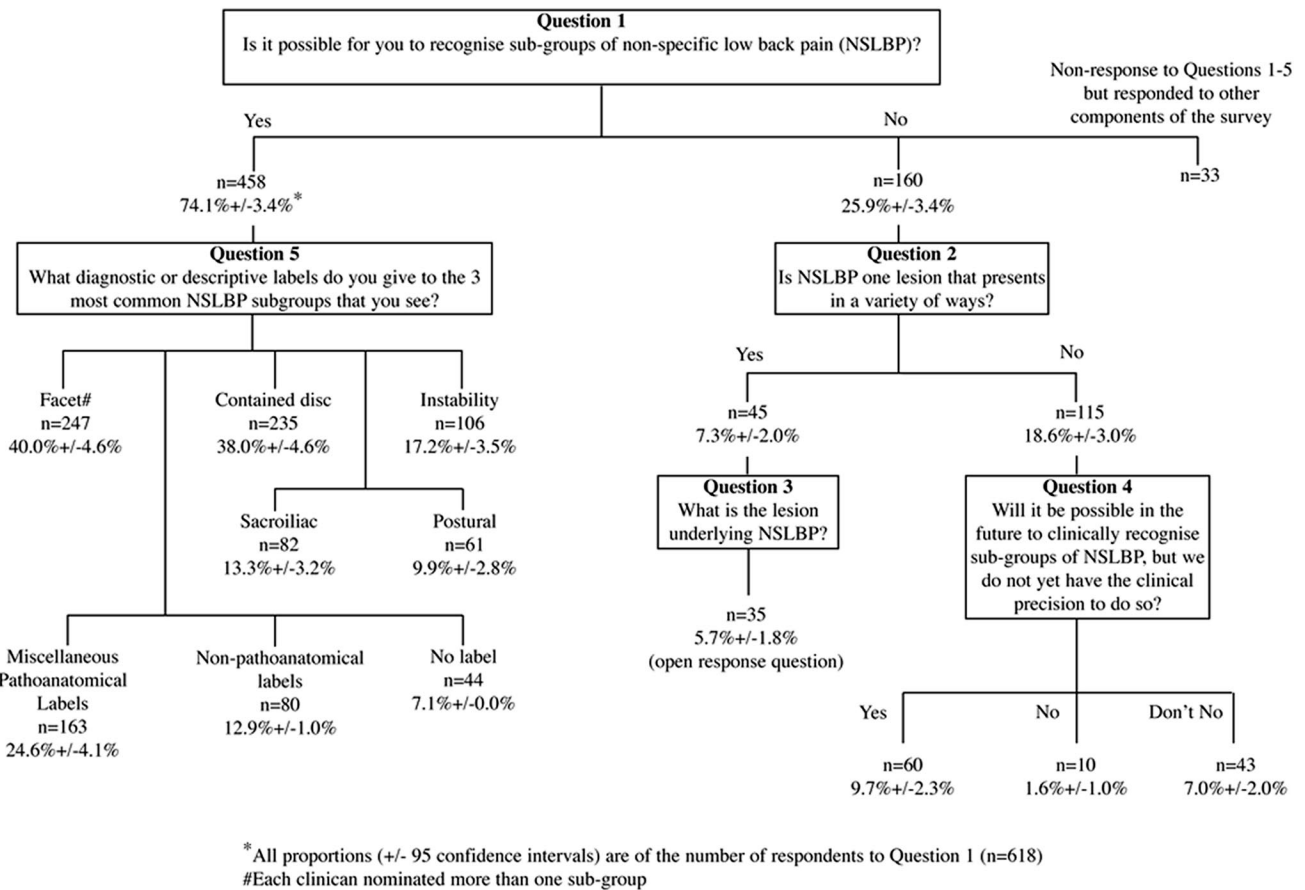 Question 1
Is it possible for you to recognise sub-groups of non-specific low back pain (NSLBP)?
Non-response to Questions 1-5
but responded to other
components of the survey
Yes
No
n=458
74.1%+/-3.4%*
n=160
25.9%+/-3.4%
n=33
Question 5
What diagnostic or descriptive labels do you give to the 3
most common NSLBP subgroups that you see?
Question 2
Is NSLBP one lesion that presents
in a variety of ways?
Yes
No
Facet#
n=247
40.0%+/-4.6%
Contained disc
n=235
38.0%+/-4.6%
Instability
n=106
17.2%+/-3.5%
n=45
7.3%+/-2.0%
n=115
18.6%+/-3.0%
Sacroiliac
n=82
13.3%+/-3.2%
Postural
n=61
9.9%+/-2.8%
Question 3
What is the lesion
underlying NSLBP?
Question 4
Will it be possible in the
future to clinically recognise
sub-groups of NSLBP, but we
do not yet have the clinical
precision to do so?
n=35
5.7%+/-1.8%
(open response question)
Miscellaneous
Pathoanatomical
Labels
n=163
24.6%+/-4.1%
Non-pathoanatomical
labels
n=80
12.9%+/-1.0%
No label
n=44
7.1%+/-0.0%
Yes
No
Don't No
n=60
9.7%+/-2.3%
n=10
1.6%+/-1.0%
n=43
7.0%+/-2.0%
*All proportions (+/- 95 confidence intervals) are of the number of respondents to Question 1 (n=618)
#Each clinican nominated more than one sub-group